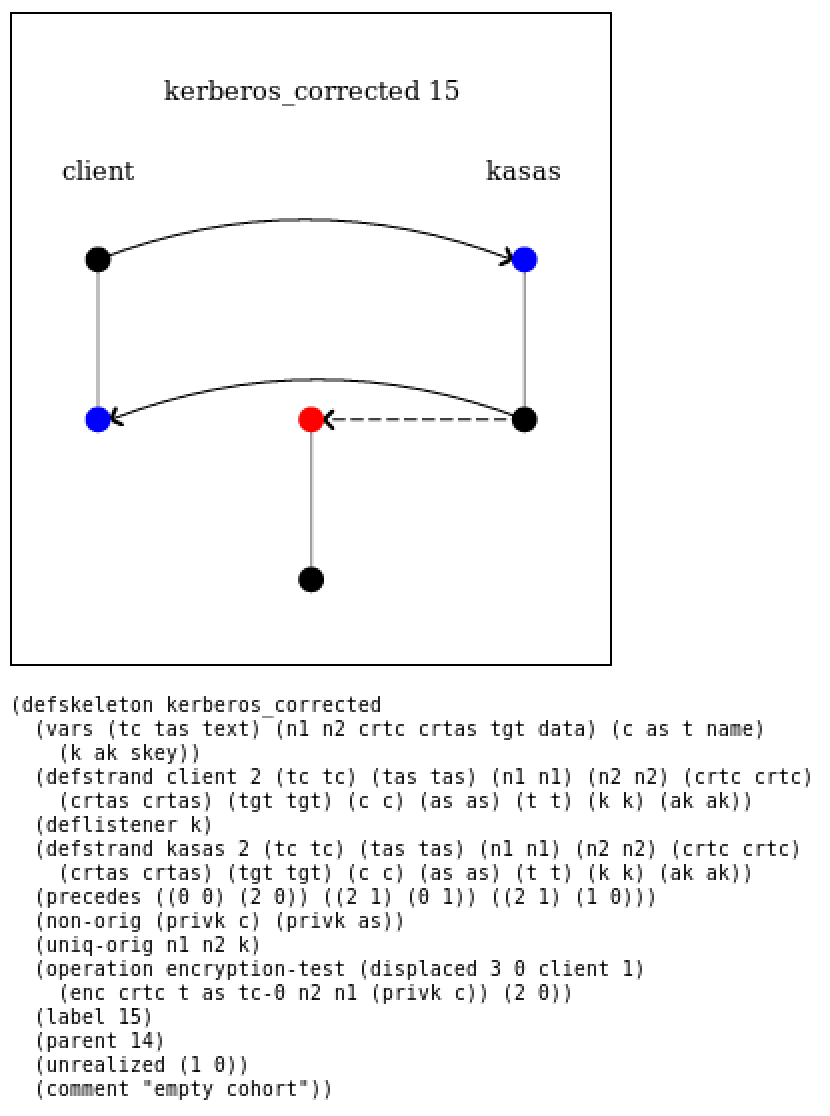 kerberos_corrected 15
client kasas
(defskeleton kerberos_corrected
(vars (tc tas text) (n1 n2 crtc crtas tgt data) (c as t name)
(k ak skey))
(defstrand client 2 (tc tc) (tas tas) (n1 n1) (n2 n2) (crtc crtc)
(crtas crtas) (tgt tgt) (c c) (as as) (t t) (k k) (ak ak))
(deflistener k)
(defstrand kasas 2 (tc tc) (tas tas) (n1 n1) (n2 n2) (crtc crtc)
(crtas crtas) (tgt tgt) (c c) (as as) (t t) (k k) (ak ak))
(precedes ((0 0) (2 0)) ((2 1) (0 1)) ((2 1) (1 0)))
(non-orig (privk c) (privk as))
(uniq-orig n1 n2 k)
(operation encryption-test (displaced 3 0 client 1)
(enc crtc t as tc-0 n2 n1 (privk c)) (2 0))
(label 15)
(parent 14)
(unrealized (1 0))
(comment "empty cohort"))